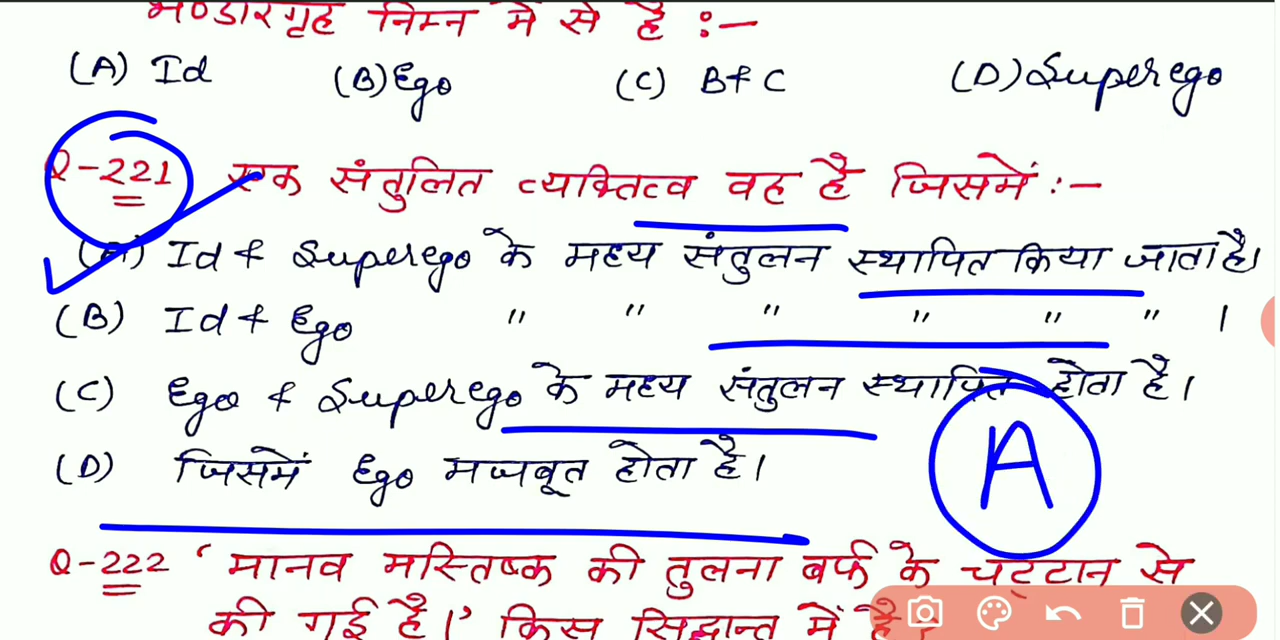 भण्डारगृह निम्न में से है :-
(A) Id (B) Ego (C) B & C (D) Superego
Q-221 एक संतुलित व्यक्तित्व वह है जिसमें :-
(A) Id & Superego के मध्य संतुलन स्थापित किया जाता है।
(B) Id & Ego " " " " " " ।
(C) Ego & Superego के मध्य संतुलन स्थापित होता है।
(D) जिसमें Ego मजबूत होता है।
A
Q-222 ' मानव मस्तिष्क की तुलना बर्फ के चट्टान से
की गई है।' किस सिद्धान्त में है